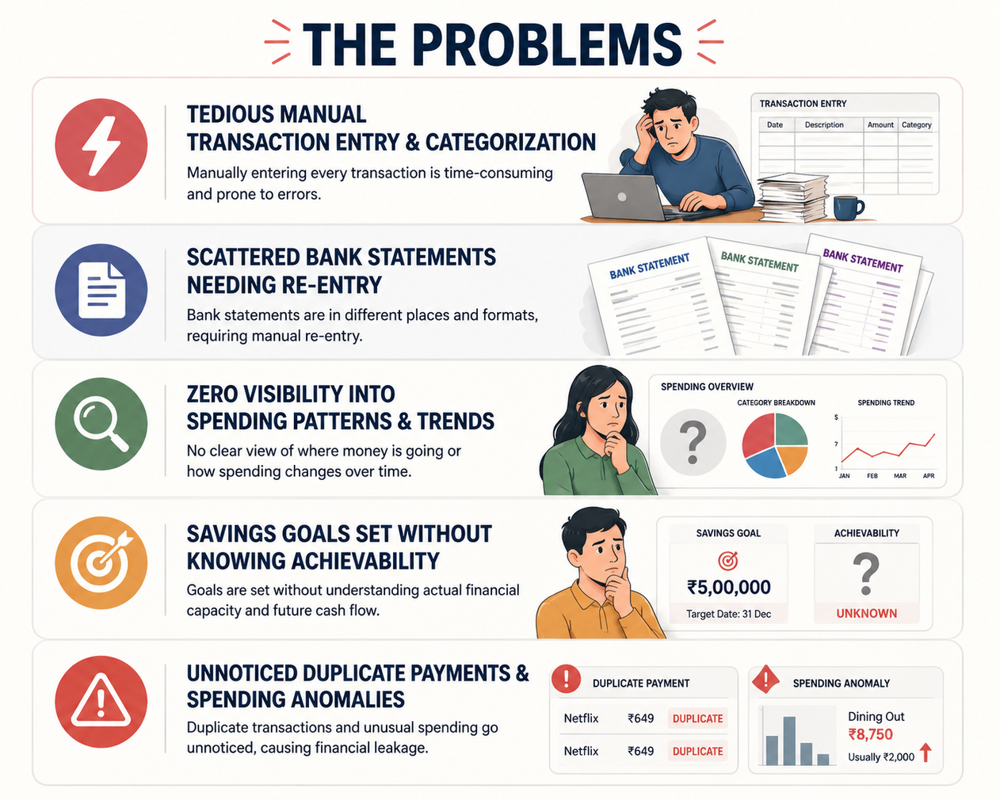 THE PROBLEMS
TEDIOUS MANUAL
TRANSACTION ENTRY & CATEGORIZATION
Manually entering every transaction is time-consuming
and prone to errors.
TRANSACTION ENTRY
Date Description Amount Category
SCATTERED BANK STATEMENTS
NEEDING RE-ENTRY
Bank statements are in different places and formats,
requiring manual re-entry.
BANK STATEMENT
BANK STATEMENT
BANK STATEMENT
ZERO VISIBILITY INTO
SPENDING PATTERNS & TRENDS
No clear view of where money is going or
how spending changes over time.
SPENDING OVERVIEW
CATEGORY BREAKDOWN
?
SPENDING TREND
$
?
1
JAN FEB MAR APR
SAVINGS GOALS SET WITHOUT
KNOWING ACHIEVABILITY
Goals are set without understanding actual financial
capacity and future cash flow.
SAVINGS GOAL
₹5,00,000
Target Date: 31 Dec
ACHIEVABILITY
?
UNKNOWN
UNNOTICED DUPLICATE PAYMENTS &
SPENDING ANOMALIES
Duplicate transactions and unusual spending go
unnoticed, causing financial leakage.
! DUPLICATE PAYMENT
Netflix ₹649 DUPLICATE
Netflix ₹649 DUPLICATE
! SPENDING ANOMALY
Dining Out
₹8,750
Usually ₹2,000